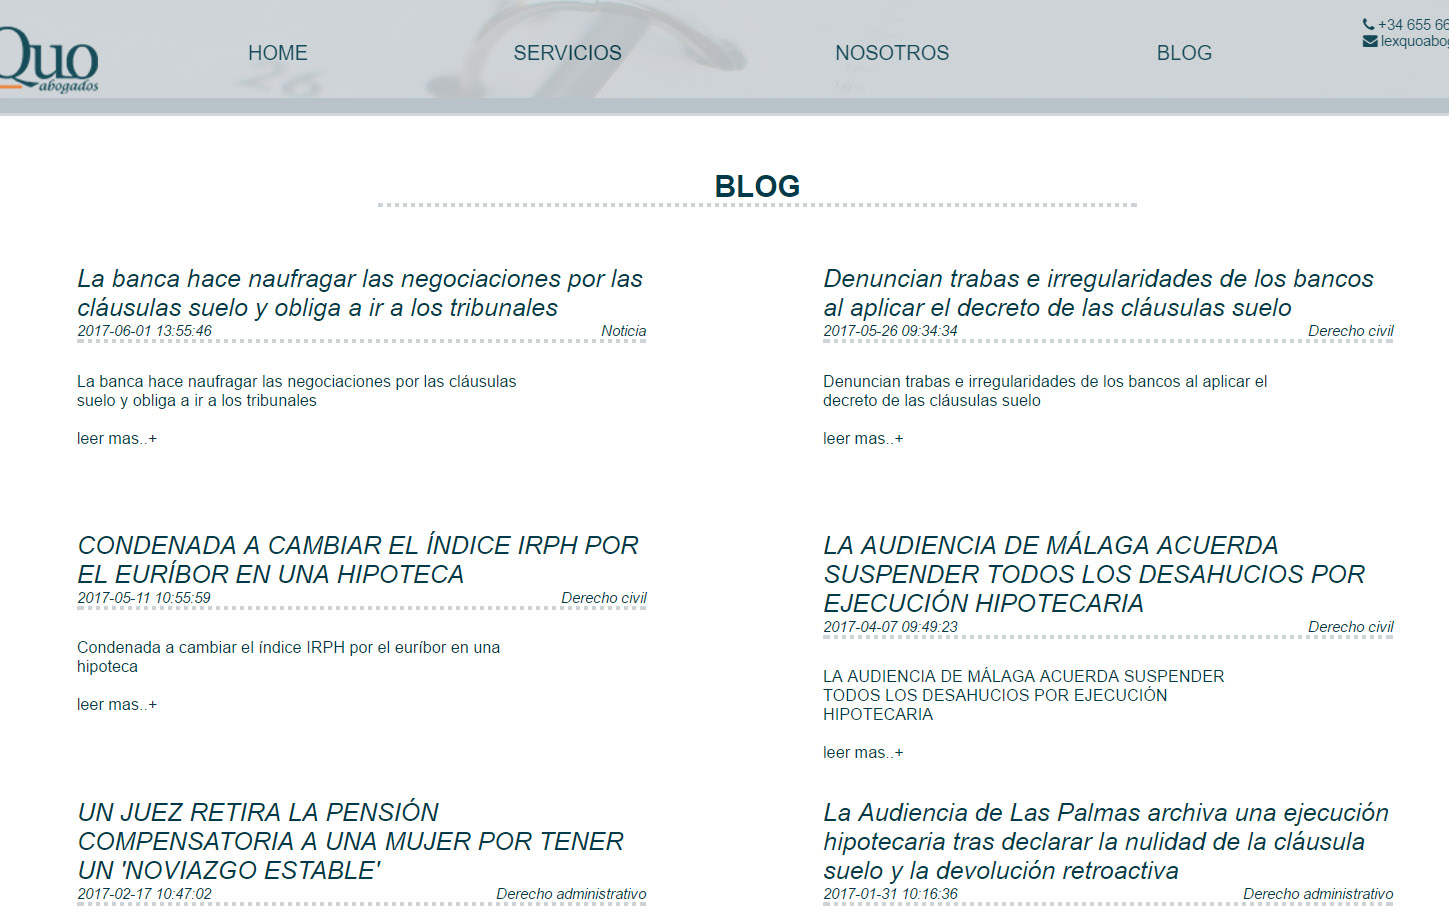 Quo
abogados
HOME
SERVICIOS
NOSOTROS
BLOG
+34 655 66
lexquoabog
BLOG
La banca hace naufragar las negociaciones por las
cláusulas suelo y obliga a ir a los tribunales
2017-06-01 13:55:46 Noticia
La banca hace naufragar las negociaciones por las cláusulas
suelo y obliga a ir a los tribunales
leer mas..+
Denuncian trabas e irregularidades de los bancos
al aplicar el decreto de las cláusulas suelo
2017-05-26 09:34:34 Derecho civil
Denuncian trabas e irregularidades de los bancos al aplicar el
decreto de las cláusulas suelo
leer mas..+
CONDENADA A CAMBIAR EL ÍNDICE IRPH POR
EL EURÍBOR EN UNA HIPOTECA
2017-05-11 10:55:59 Derecho civil
Condenada a cambiar el índice IRPH por el euríbor en una
hipoteca
leer mas..+
LA AUDIENCIA DE MÁLAGA ACUERDA
SUSPENDER TODOS LOS DESAHUCIOS POR
EJECUCIÓN HIPOTECARIA
2017-04-07 09:49:23 Derecho civil
LA AUDIENCIA DE MÁLAGA ACUERDA SUSPENDER
TODOS LOS DESAHUCIOS POR EJECUCIÓN
HIPOTECARIA
leer mas..+
UN JUEZ RETIRA LA PENSIÓN
COMPENSATORIA A UNA MUJER POR TENER
UN 'NOVIAZGO ESTABLE'
2017-02-17 10:47:02 Derecho administrativo
La Audiencia de Las Palmas archiva una ejecución
hipotecaria tras declarar la nulidad de la cláusula
suelo y la devolución retroactiva
2017-01-31 10:16:36 Derecho administrativo